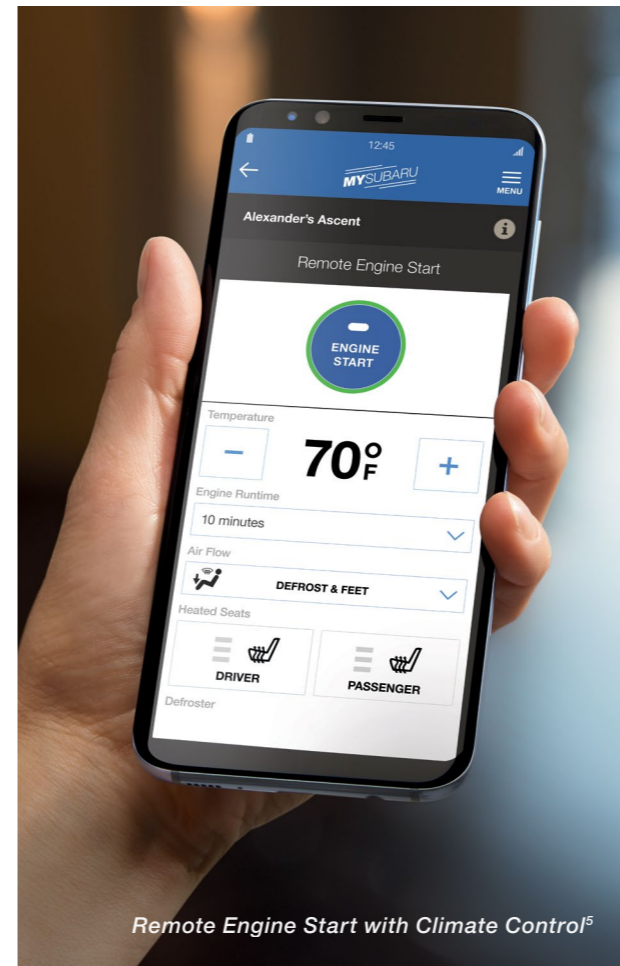 12:45
MYSUBARU
MENU
Alexander's Ascent
i
Remote Engine Start
ENGINE
START
Temperature
− 70°F +
Engine Runtime
10 minutes
Air Flow
DEFROST & FEET
Heated Seats
DRIVER PASSENGER
Defroster
Remote Engine Start with Climate Control⁵